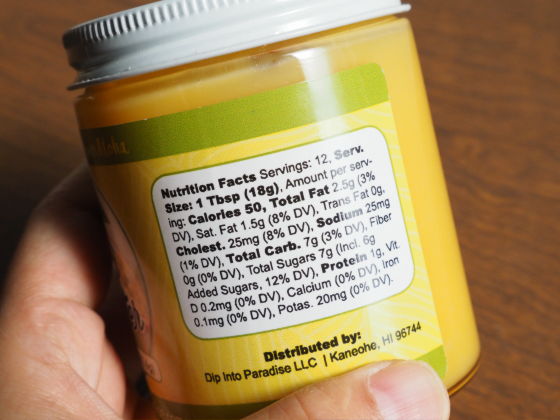 Aloha
Nutrition Facts Servings: 12, Serv.
Size: 1 Tbsp (18g), Amount per serv-
ing: Calories 50, Total Fat 2.5g (3%
DV), Sat. Fat 1.5g (8% DV), Trans Fat 0g,
Cholest. 25mg (8% DV), Sodium 25mg
(1% DV), Total Carb. 7g (3% DV), Fiber
0g (0% DV), Total Sugars 7g (Incl. 6g
Added Sugars, 12% DV), Protein 1g, Vit.
D 0.2mg (0% DV), Calcium (0% DV), Iron
0.1mg (0% DV), Potas. 20mg (0% DV).
Distributed by:
Dip Into Paradise LLC | Kaneohe, HI 96744